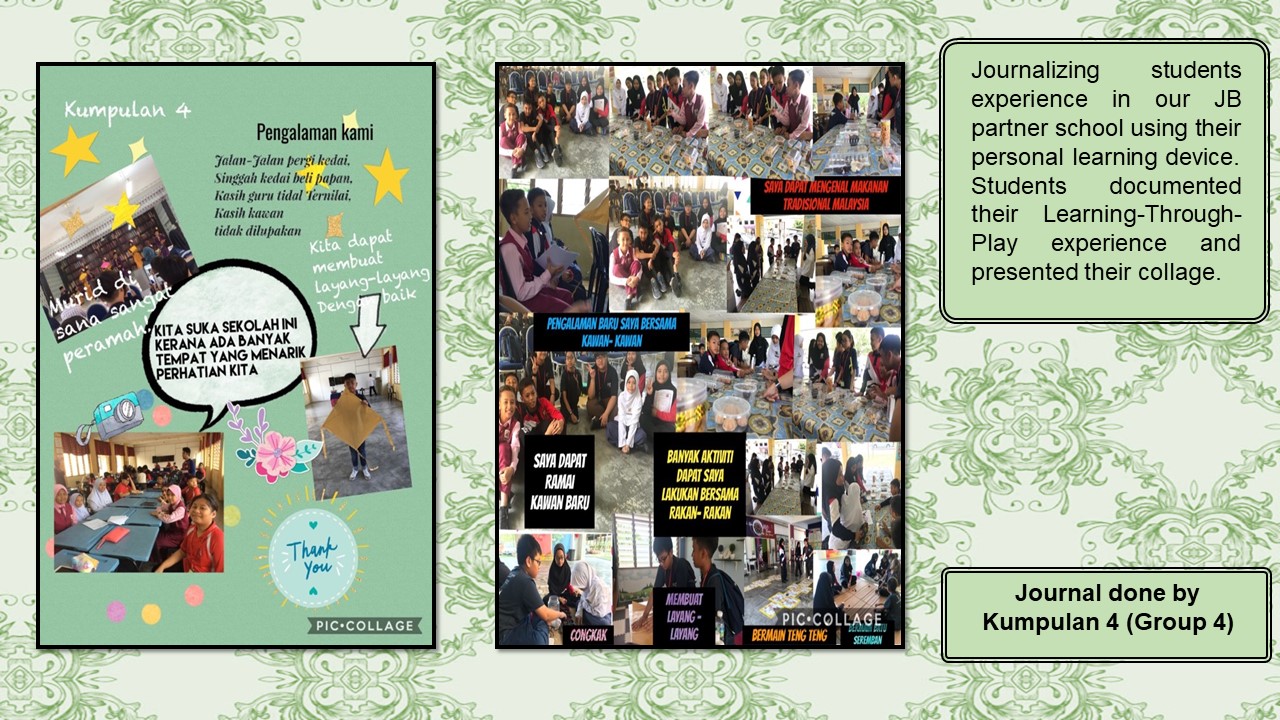 Kumpulan 4
Pengalaman kami
Jalan-Jalan pergi kedai,
Singgah kedai beli papan,
Kasih guru tidal Ternilai,
Kasih kawan
tidak dilupakan
Kita dapat
membuat
layang-layang
Dengan baik
Murid di
sana sangat
peramah
KITA SUKA SEKOLAH INI
KERANA ADA BANYAK
TEMPAT YANG MENARIK
PERHATIAN KITA
Thank
You
PIC•COLLAGE
SAYA DAPAT MENGENAL MAKANAN
TRADISIONAL MALAYSIA
PENGALAMAN BARU SAYA BERSAMA
KAWAN- KAWAN
SAYA DAPAT
RAMAI
KAWAN BARU
BANYAK AKTIVITI
DAPAT SAYA
LAKUKAN BERSAMA
RAKAN- RAKAN
CONGKAK
MEMBUAT
LAYANG -
LAYANG
BERMAIN TENG TENG
BERMAIN BATU
SEREMBAN
PIC•COLLAGE
Journalizing students
experience in our JB
partner school using their
personal learning device.
Students documented
their Learning-Through-
Play experience and
presented their collage.
Journal done by
Kumpulan 4 (Group 4)